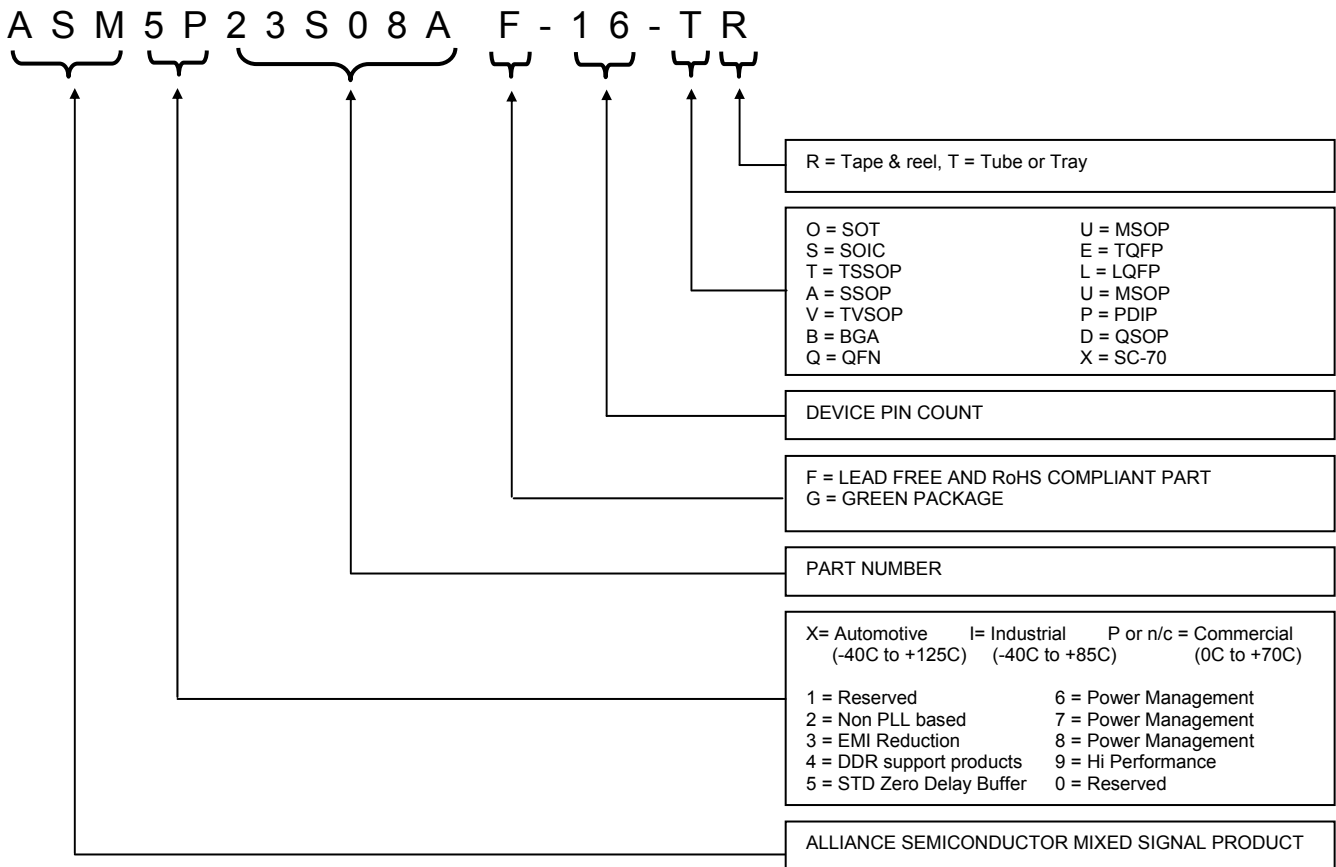 A S M 5 P 2 3 S 0 8 A F - 1 6 - T R
R = Tape & reel, T = Tube or Tray
O = SOT U = MSOP
S = SOIC E = TQFP
T = TSSOP L = LQFP
A = SSOP U = MSOP
V = TVSOP P = PDIP
B = BGA D = QSOP
Q = QFN X = SC-70
DEVICE PIN COUNT
F = LEAD FREE AND RoHS COMPLIANT PART
G = GREEN PACKAGE
PART NUMBER
X= Automotive I= Industrial P or n/c = Commercial
(-40C to +125C) (-40C to +85C) (0C to +70C)
1 = Reserved 6 = Power Management
2 = Non PLL based 7 = Power Management
3 = EMI Reduction 8 = Power Management
4 = DDR support products 9 = Hi Performance
5 = STD Zero Delay Buffer 0 = Reserved
ALLIANCE SEMICONDUCTOR MIXED SIGNAL PRODUCT